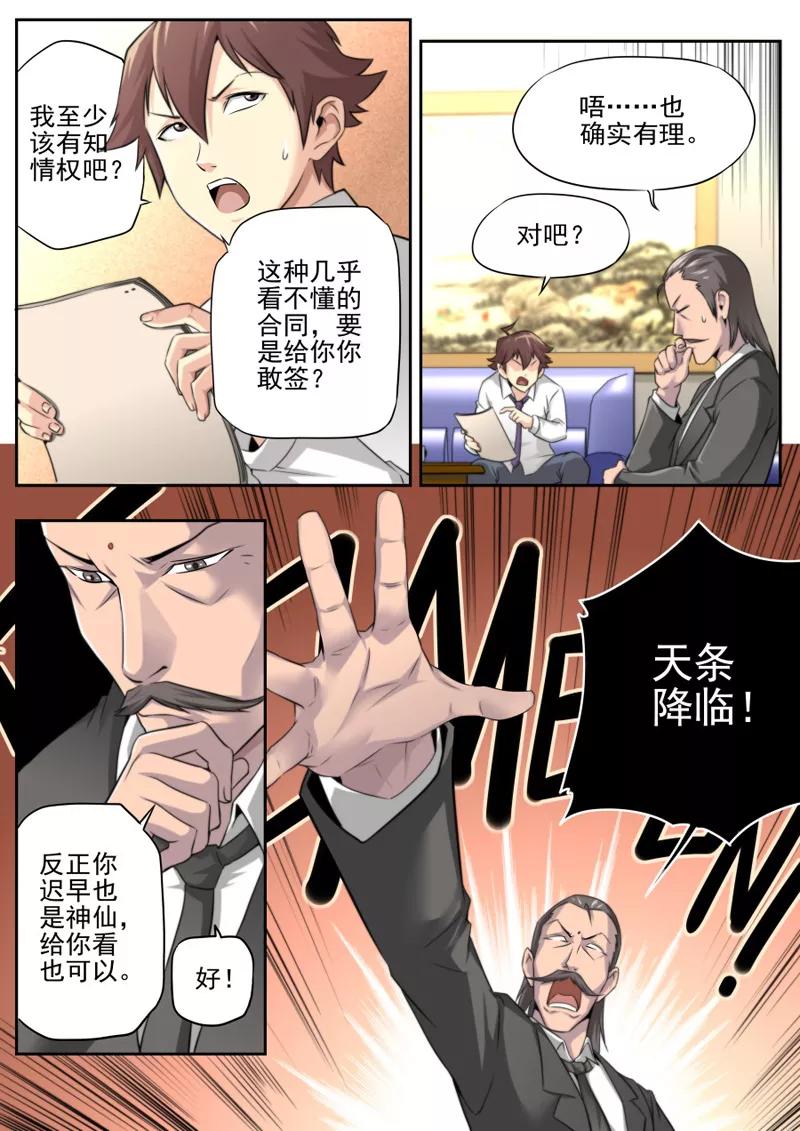 我至少
该有知
情权吧？
这种几乎
看不懂的
合同，要
是给你你
敢签？
唔……也
确实有理。
对吧？
反正你
迟早也
是神仙，
给你看
也可以。
好！
天条
降临！